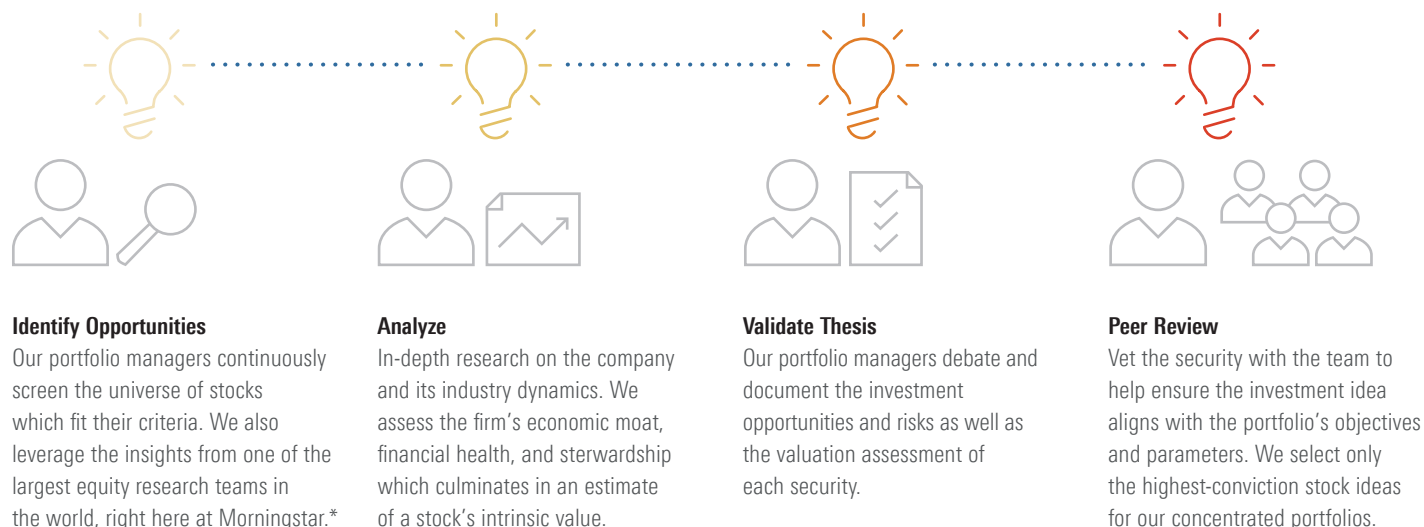 Identify Opportunities
Our portfolio managers continuously
screen the universe of stocks
which fit their criteria. We also
leverage the insights from one of the
largest equity research teams in
the world, right here at Morningstar.*
Analyze
In-depth research on the company
and its industry dynamics. We
assess the firm's economic moat,
financial health, and sterwardship
which culminates in an estimate
of a stock's intrinsic value.
Validate Thesis
Our portfolio managers debate and
document the investment
opportunities and risks as well as
the valuation assessment of
each security.
Peer Review
Vet the security with the team to
help ensure the investment idea
aligns with the portfolio's objectives
and parameters. We select only
the highest-conviction stock ideas
for our concentrated portfolios.